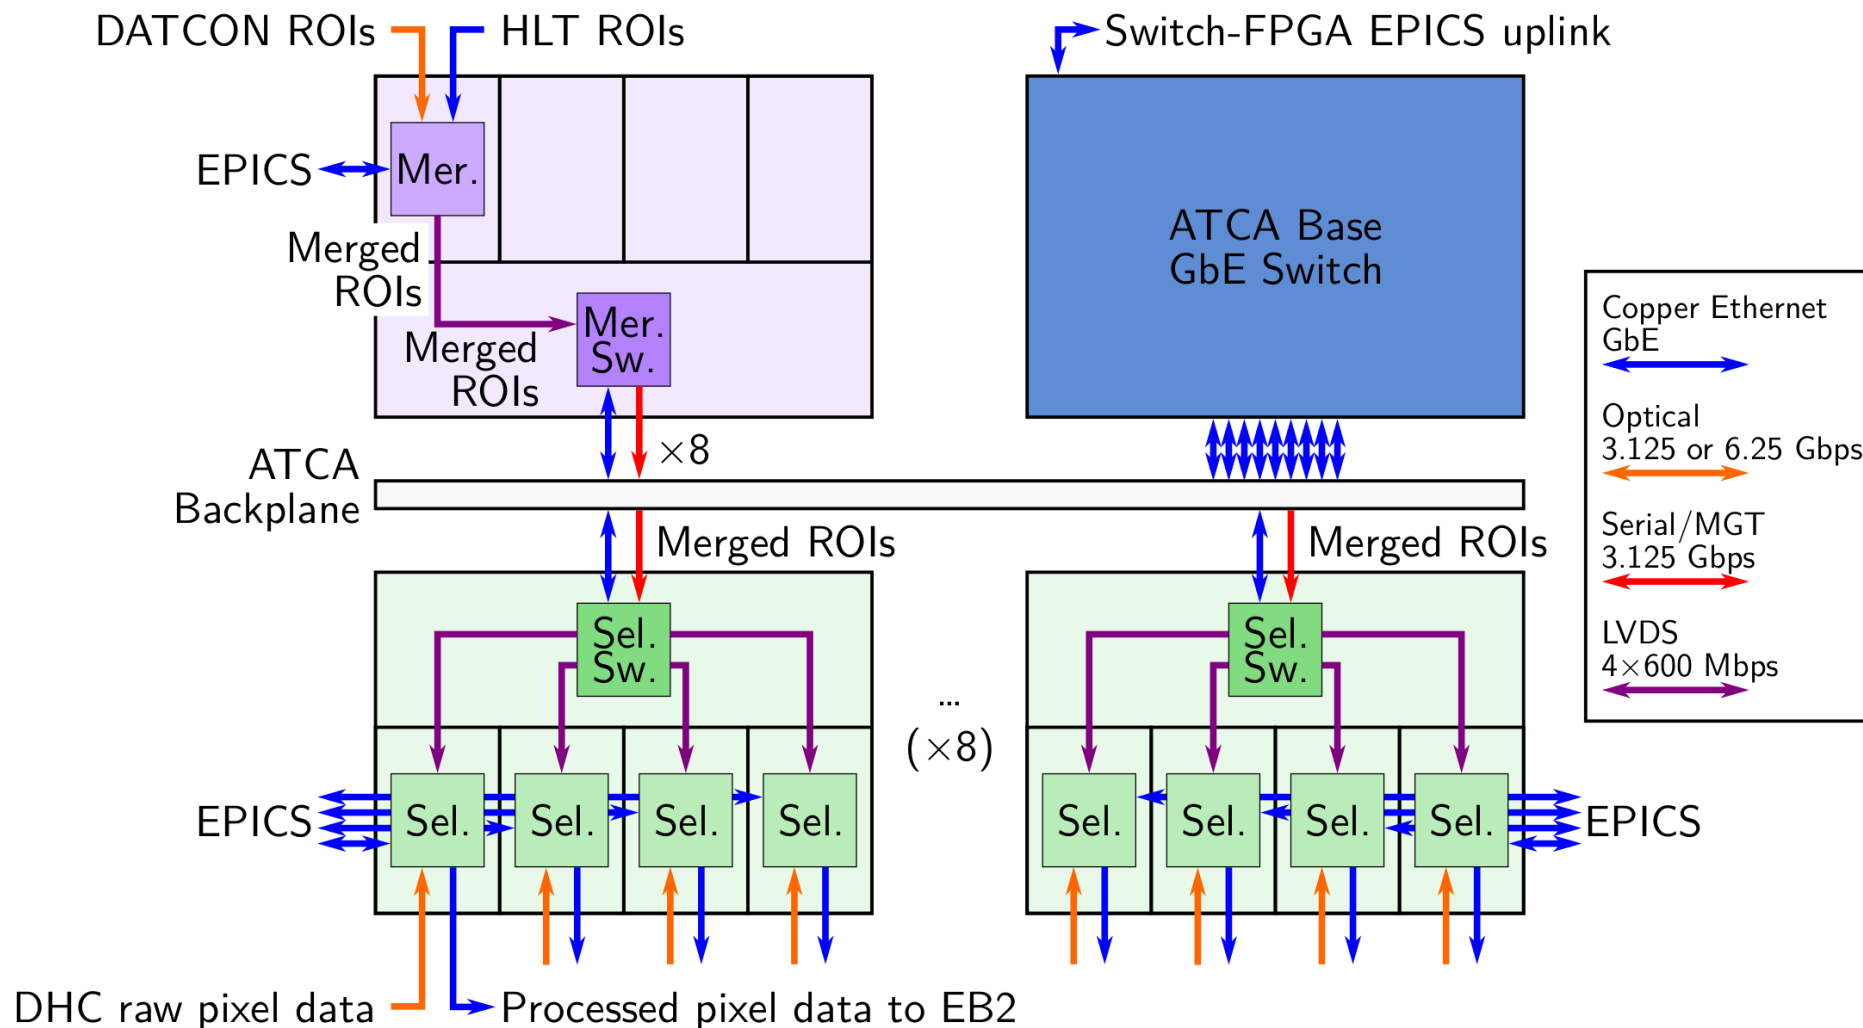 DATCON ROIs
HLT ROIs
Switch-FPGA EPICS uplink
EPICS
Mer.
Merged
ROIs
Mer.
Sw.
Merged
ROIs
ATCA Base
GbE Switch
Copper Ethernet
GbE
Optical
3.125 or 6.25 Gbps
Serial/MGT
3.125 Gbps
LVDS
4×600 Mbps
×8
ATCA
Backplane
Merged ROIs
Merged ROIs
Sel.
Sw.
Sel.
Sw.
...
(×8)
EPICS
Sel.
Sel.
Sel.
Sel.
Sel.
Sel.
Sel.
Sel.
EPICS
DHC raw pixel data
Processed pixel data to EB2